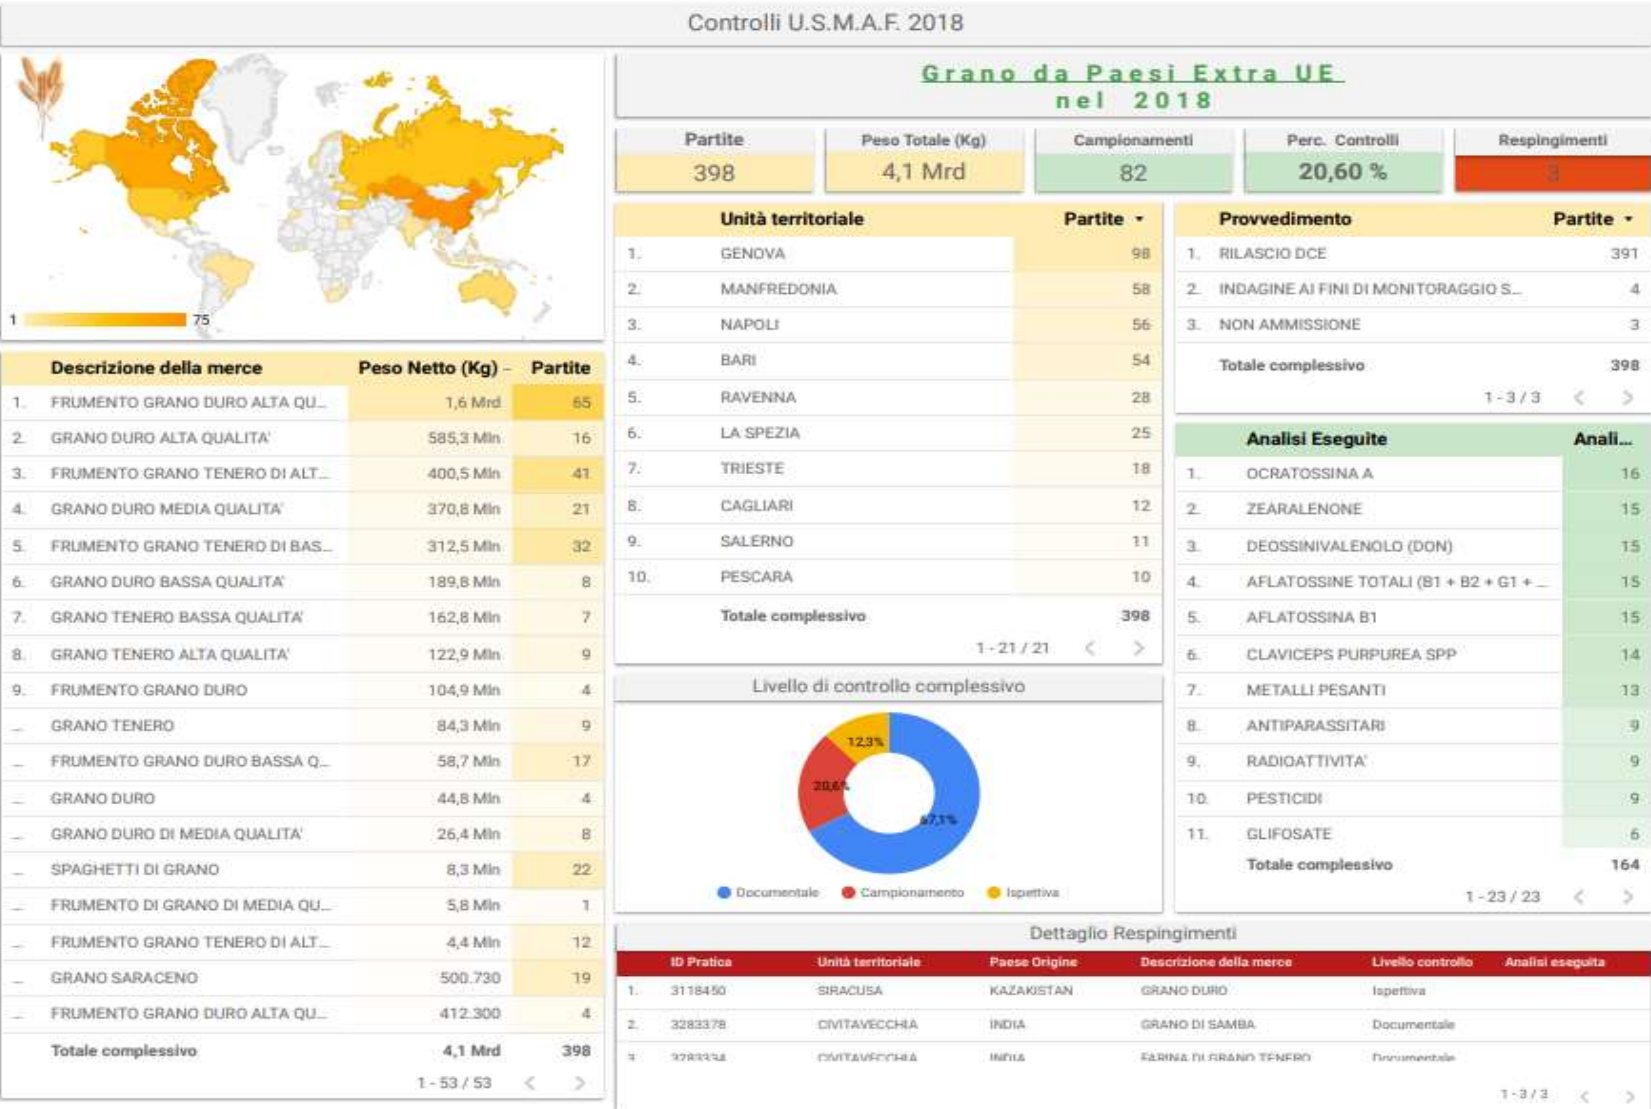 Controlli U.S.M.A.F. 2018
1 75
Descrizione della merce Peso Netto (Kg) Partite
1. FRUMENTO GRANO DURO ALTA QU... 1,6 Mrd 65
2. GRANO DURO ALTA QUALITA' 585,3 Mln 16
3. FRUMENTO GRANO TENERO DI ALT... 400,5 Mln 41
4. GRANO DURO MEDIA QUALITA' 370,8 Mln 21
5. FRUMENTO GRANO TENERO DI BAS... 312,5 Mln 32
6. GRANO DURO BASSA QUALITA' 189,8 Mln 8
7. GRANO TENERO BASSA QUALITA' 162,8 Mln 7
8. GRANO TENERO ALTA QUALITA' 122,9 Mln 9
9. FRUMENTO GRANO DURO 104,9 Mln 4
... GRANO TENERO 84,3 Mln 9
... FRUMENTO GRANO DURO BASSA Q... 58,7 Mln 17
... GRANO DURO 44,8 Mln 4
... GRANO DURO DI MEDIA QUALITA' 26,4 Mln 8
... SPAGHETTI DI GRANO 8,3 Mln 22
... FRUMENTO DI GRANO DI MEDIA QU... 5,8 Mln 1
... FRUMENTO GRANO TENERO DI ALT... 4,4 Mln 12
... GRANO SARACENO 500.730 19
... FRUMENTO GRANO DURO ALTA QU... 412.300 4
Totale complessivo 4,1 Mrd 398
1 - 53 / 53 < >
Grano da Paesi Extra UE
nel 2018
Partite Peso Totale (Kg) Campionamenti Perc. Controlli Respingimenti
398 4,1 Mrd 82 20,60 % 3
Unità territoriale Partite
1. GENOVA 98
2. MANFREDONIA 58
3. NAPOLI 56
4. BARI 54
5. RAVENNA 28
6. LA SPEZIA 25
7. TRIESTE 18
8. CAGLIARI 12
9. SALERNO 11
10. PESCARA 10
Totale complessivo 398
1 - 21 / 21 < >
Livello di controllo complessivo
12,3%
20,6%
67,1%
Documentale Campionamento Ispettiva
Provvedimento Partite
1. RILASCIO DCE 391
2. INDAGINE AI FINI DI MONITORAGGIO S... 4
3. NON AMMISSIONE 3
Totale complessivo 398
1 - 3 / 3 < >
Analisi Eseguite Anali...
1. OCRATOSSINA A 16
2. ZEARALENONE 15
3. DEOSSINIVALENOLO (DON) 15
4. AFLATOSSINE TOTALI (B1 + B2 + G1 + ... 15
5. AFLATOSSINA B1 15
6. CLAVICEPS PURPUREA SPP 14
7. METALLI PESANTI 13
8. ANTIPARASSITARI 9
9. RADIOATTIVITA' 9
10. PESTICIDI 9
11. GLIFOSATE 6
Totale complessivo 164
1 - 23 / 23 < >
Dettaglio Respingimenti
ID Pratica Unità territoriale Paese Origine Descrizione della merce Livello controllo Analisi eseguita
1. 3118450 SIRACUSA KAZAKISTAN GRANO DURO Ispettiva
2. 3283378 CIVITAVECCHIA INDIA GRANO DI SAMBA Documentale
3. 3283334 CIVITAVECCHIA INDIA FARINA DI GRANO TENERO Documentale
1 - 3 / 3 < >